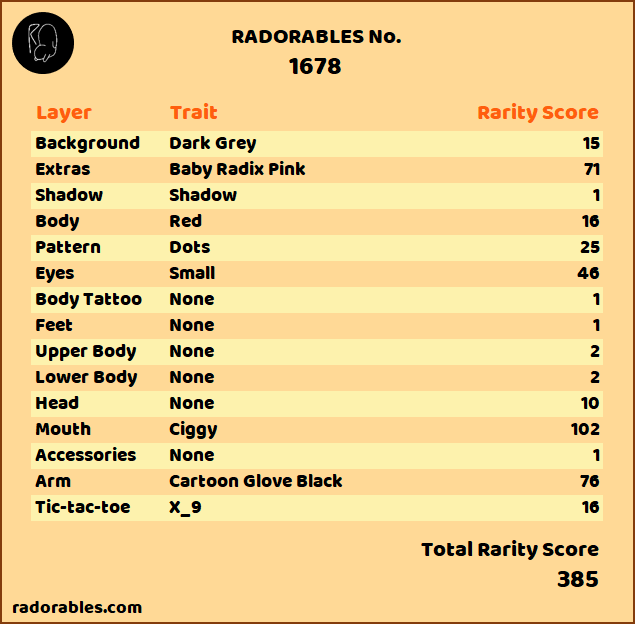 RADORABLES No.
1678
Layer Trait Rarity Score
Background Dark Grey 15
Extras Baby Radix Pink 71
Shadow Shadow 1
Body Red 16
Pattern Dots 25
Eyes Small 46
Body Tattoo None 1
Feet None 1
Upper Body None 2
Lower Body None 2
Head None 10
Mouth Ciggy 102
Accessories None 1
Arm Cartoon Glove Black 76
Tic-tac-toe X_9 16
Total Rarity Score
385
radorables.com